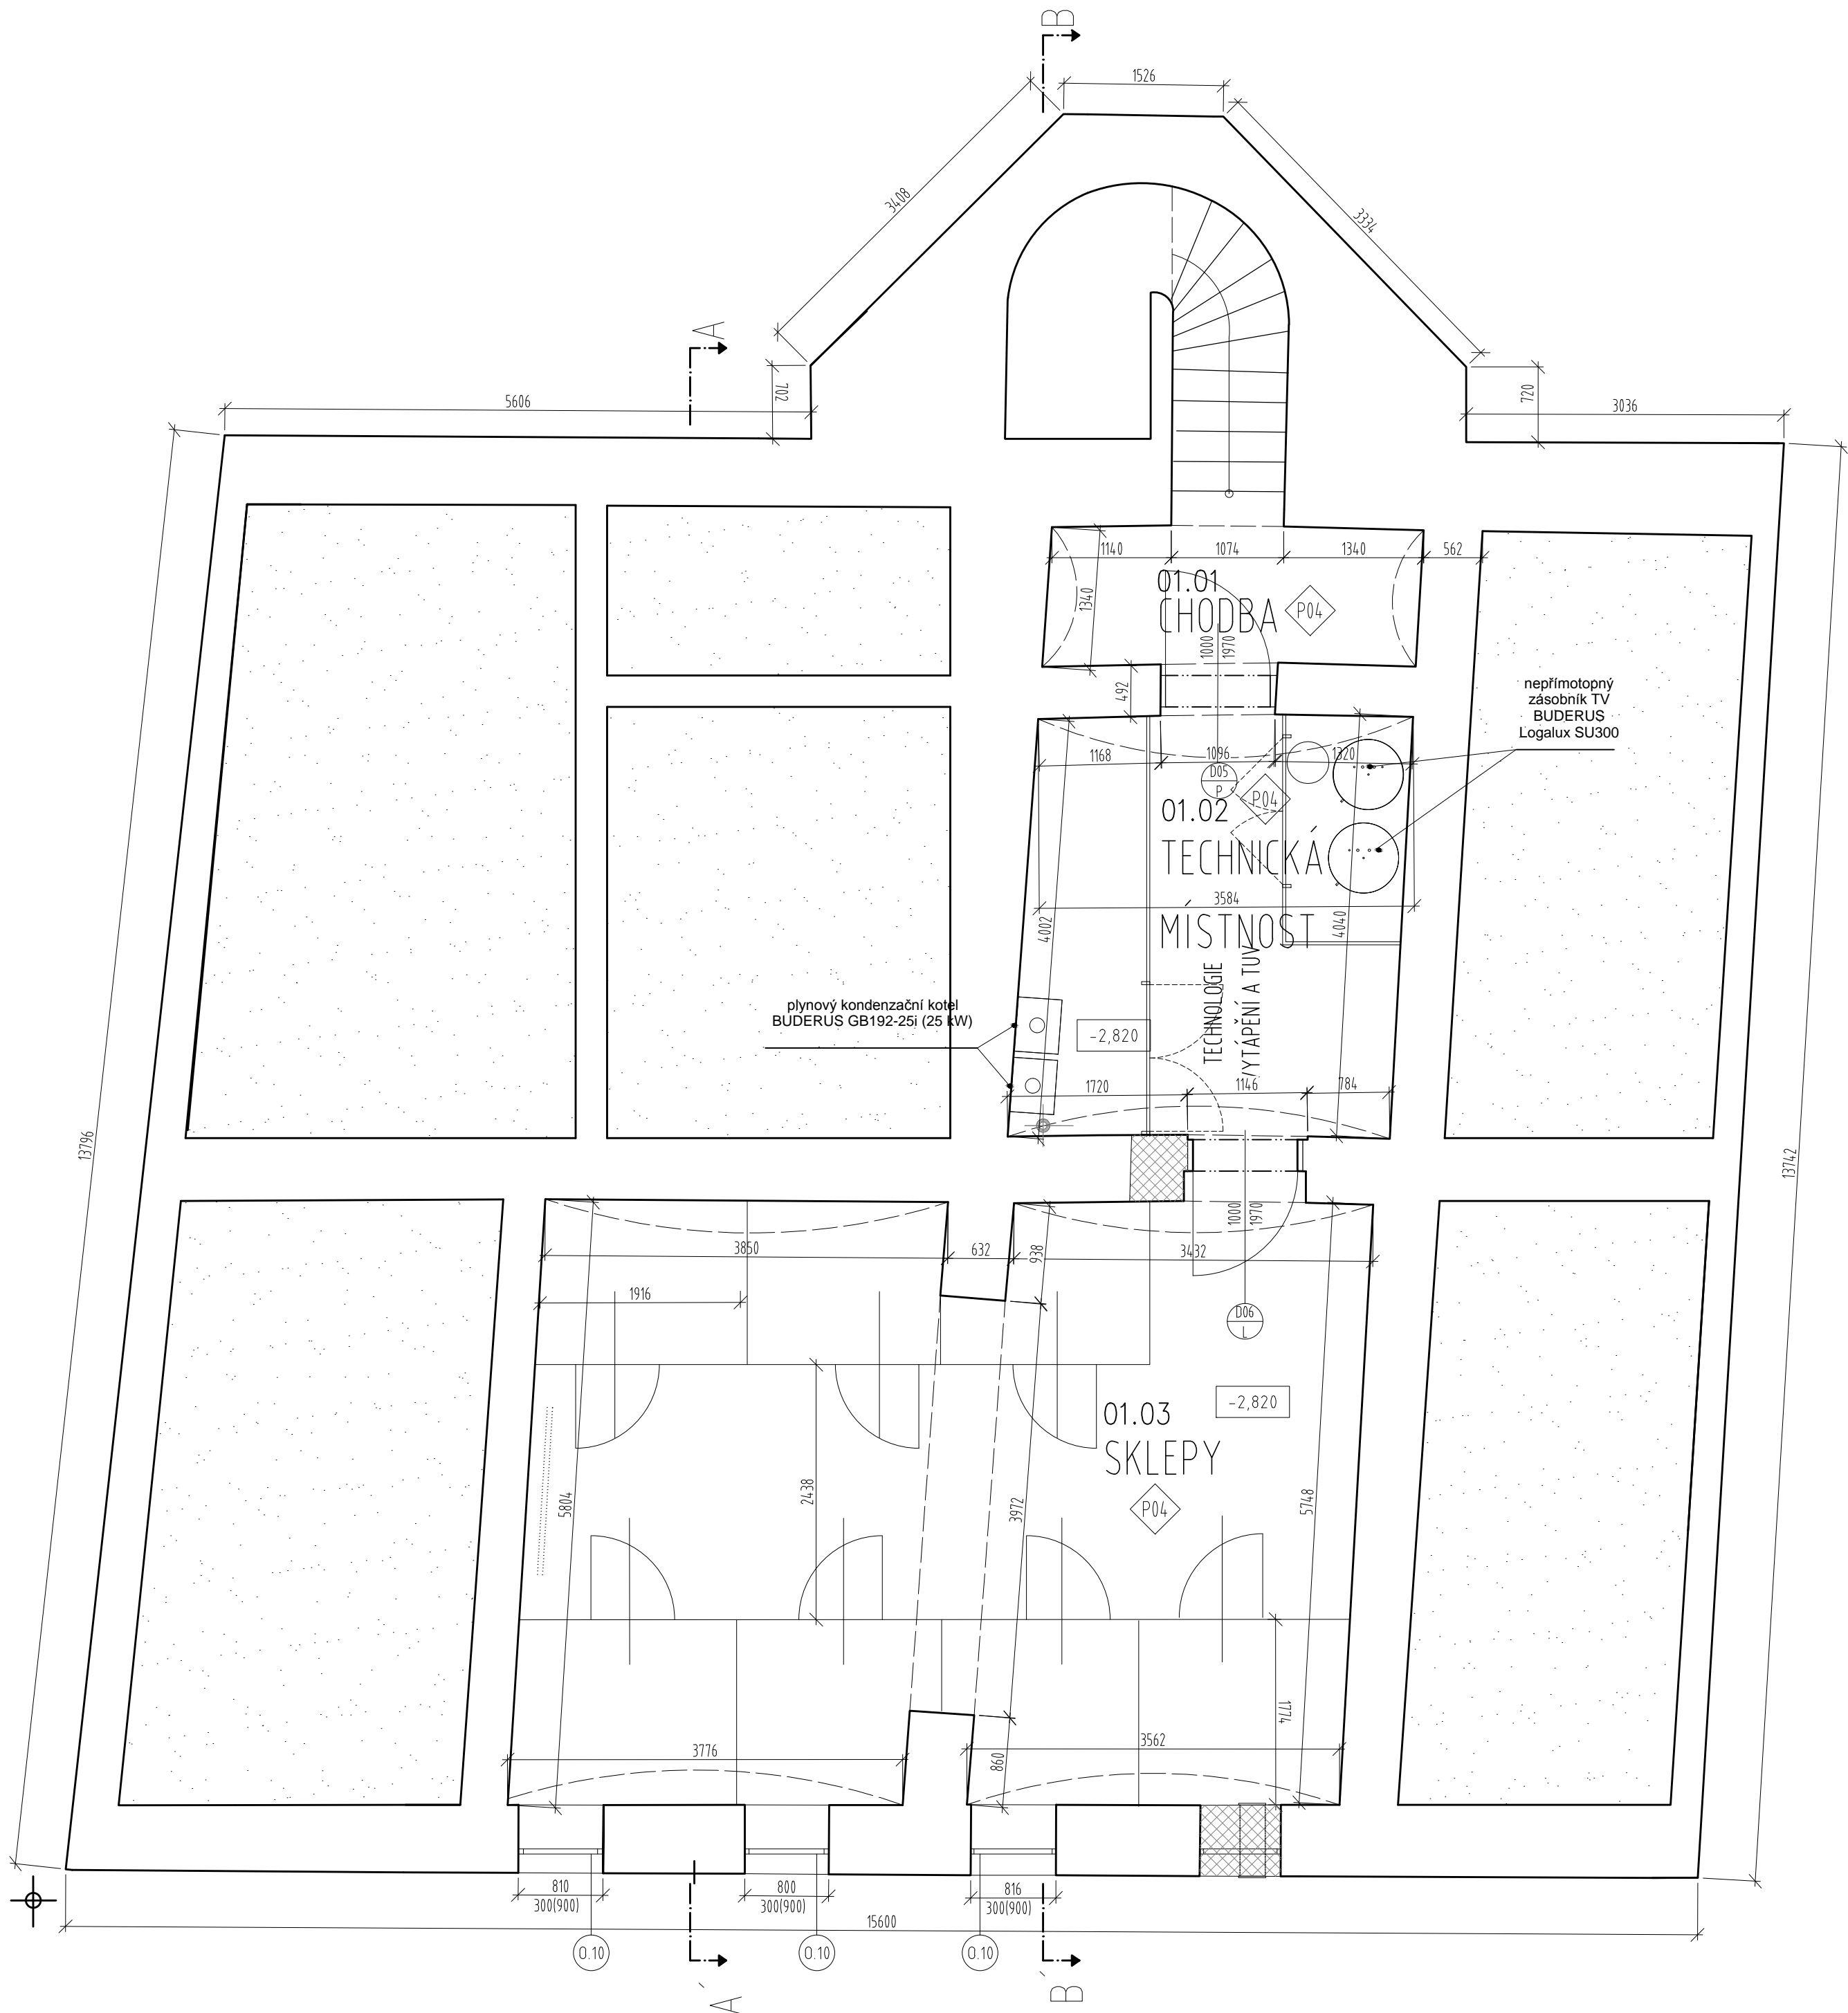 B
1526
3408
3334
A
5606
702
720
3036
1140
1074
1340
562
01.01
CHODBA
P04
1340
1000
1970
492
nepřímotopný
zásobník TV
BUDERUS
Logalux SU300
1168
1096
1320
D05
P
P04
01.02
TECHNICKÁ
MÍSTNOST
3584
4002
4040
TECHNOLOGIE
VYTÁPĚNÍ A TUV
plynový kondenzační kotel
BUDERUS GB192-25i (25 kW)
-2,820
1720
1146
784
13796
13742
1000
1970
3850
632
938
3432
1916
D06
L
01.03
SKLEPY
P04
-2,820
5804
2438
3972
5748
1774
3776
860
3562
810
300(900)
800
300(900)
816
300(900)
15600
0.10
0.10
0.10
A´
B´